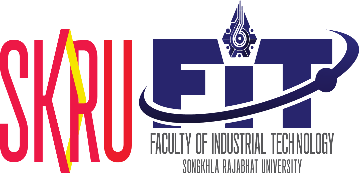 SKRU FIT
FACULTY OF INDUSTRIAL TECHNOLOGY
SONGKHLA RAJABHAT UNIVERSITY